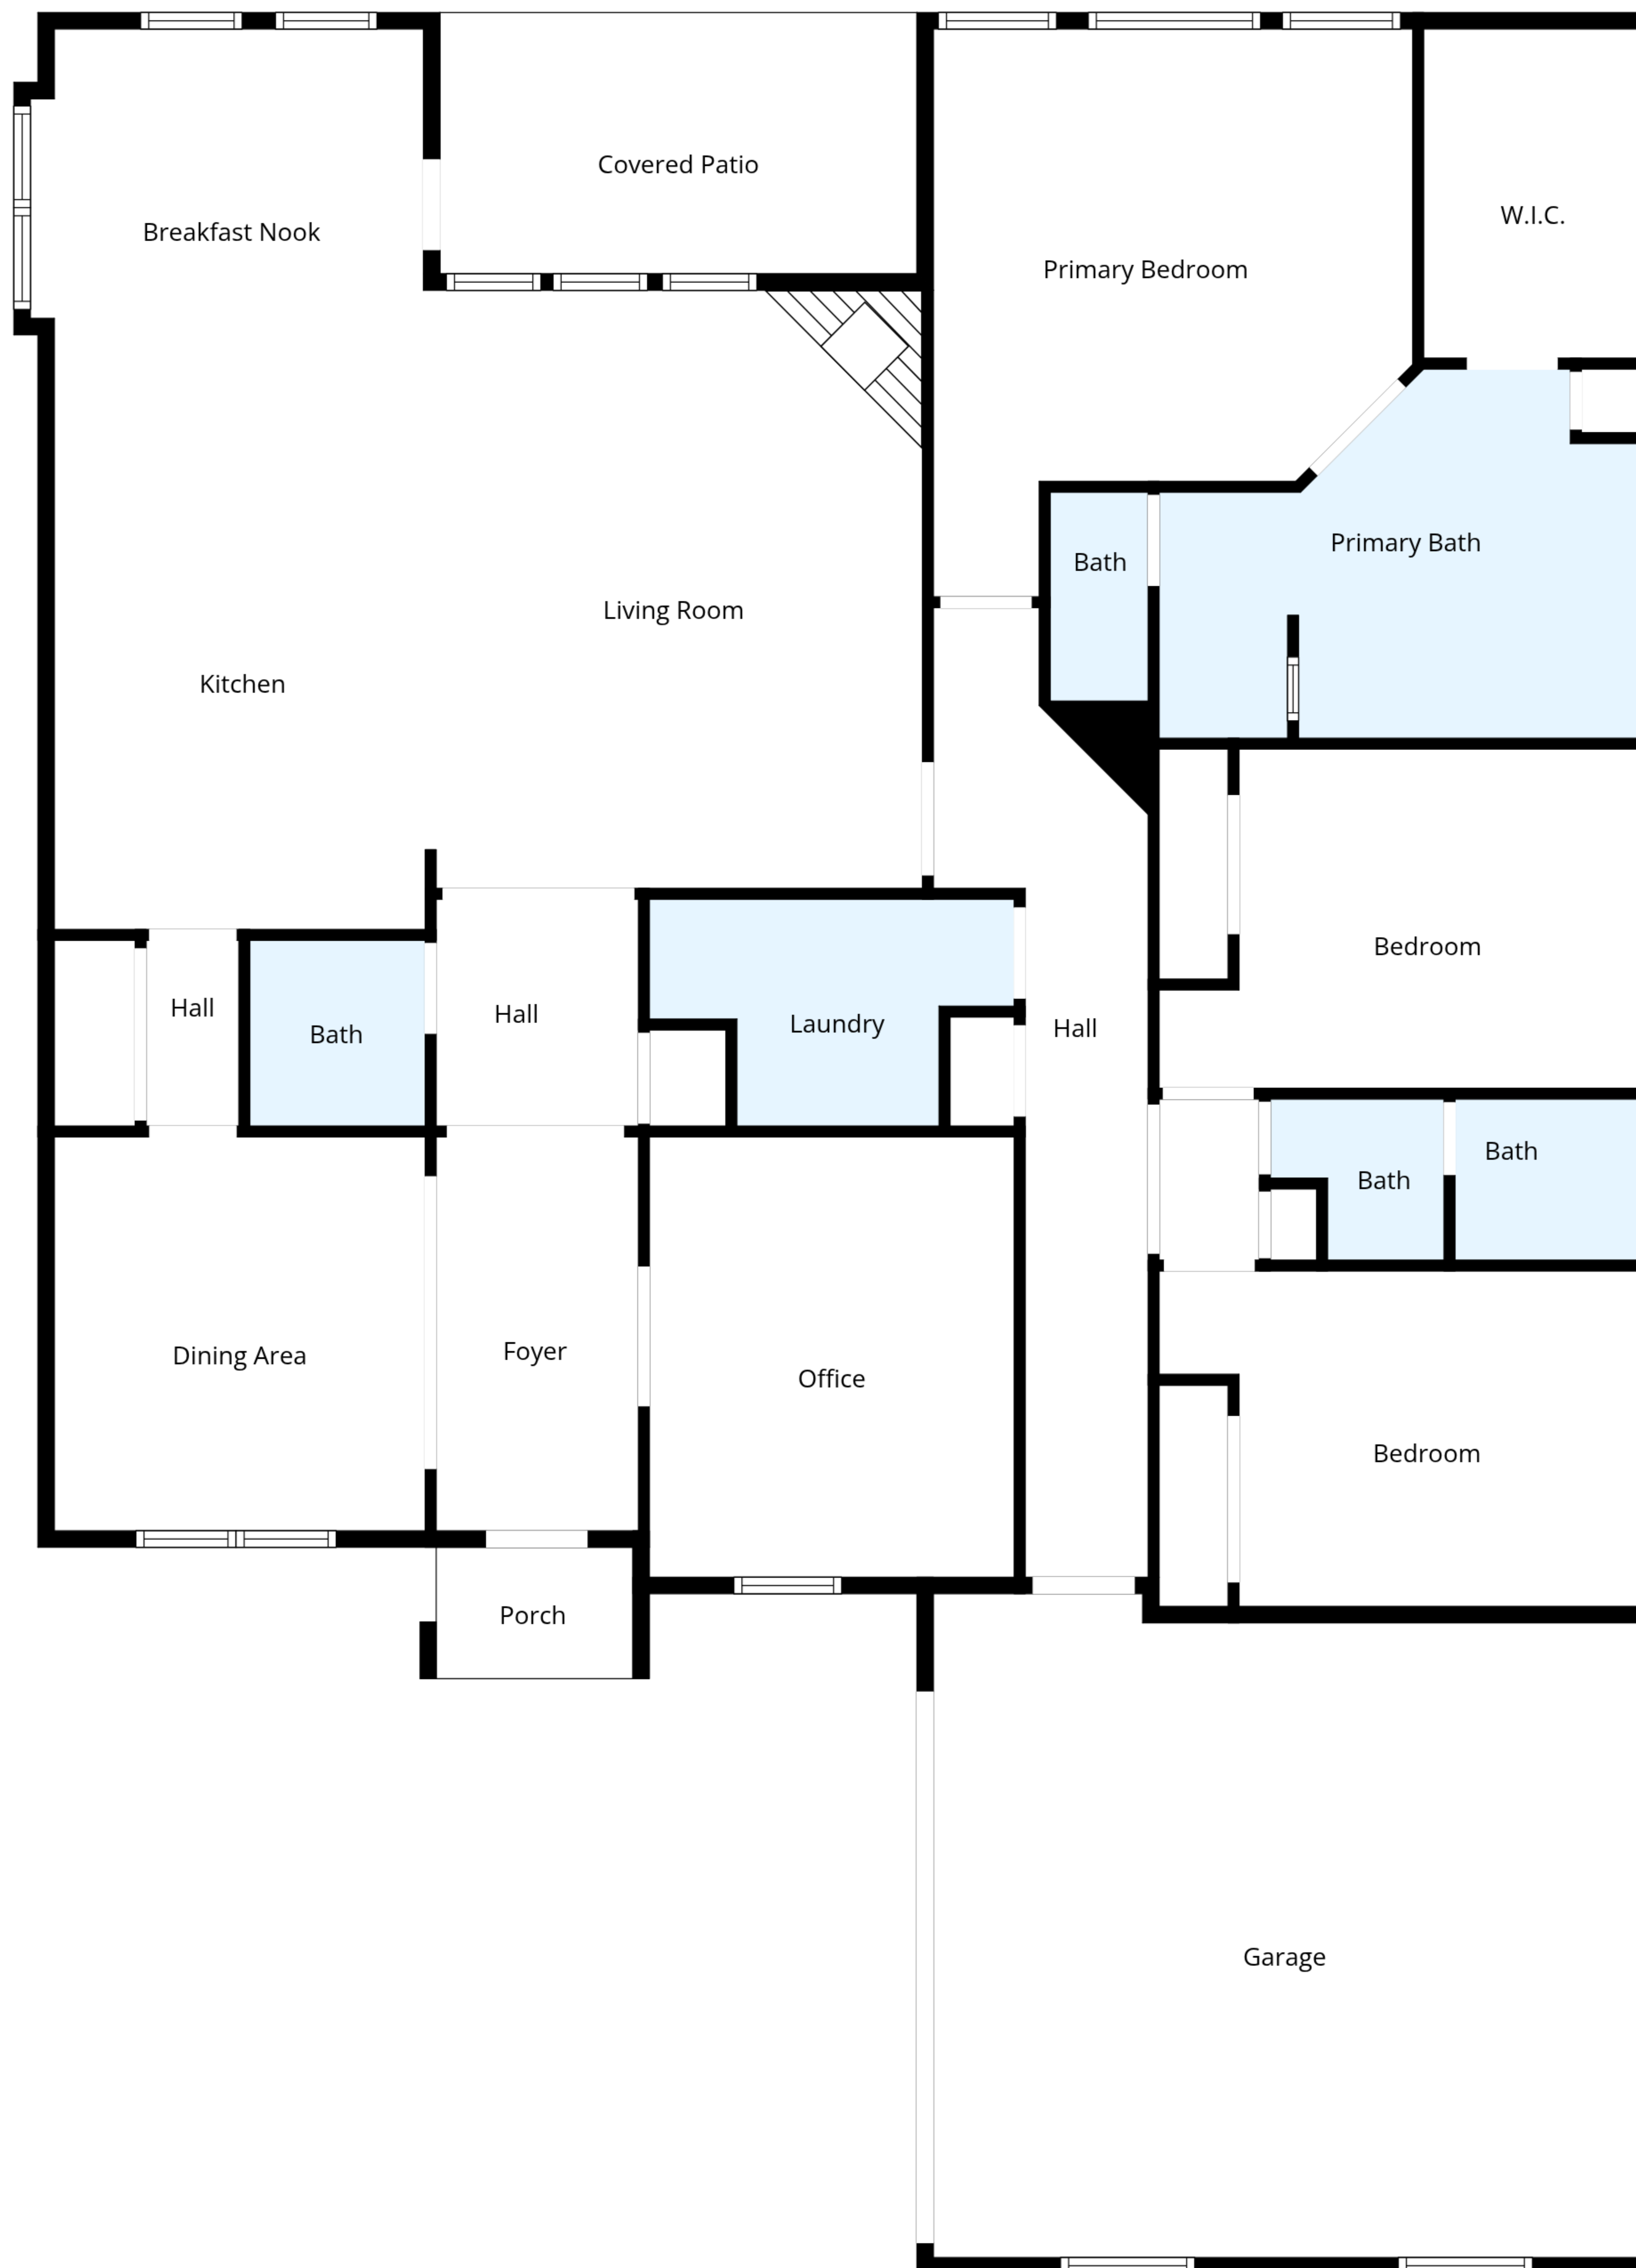 Covered Patio
Breakfast Nook
W.I.C.
Primary Bedroom
Primary Bath
Bath
Living Room
Kitchen
Bedroom
Hall
Hall
Laundry
Hall
Bath
Bath
Bath
Foyer
Dining Area
Office
Bedroom
Porch
Garage